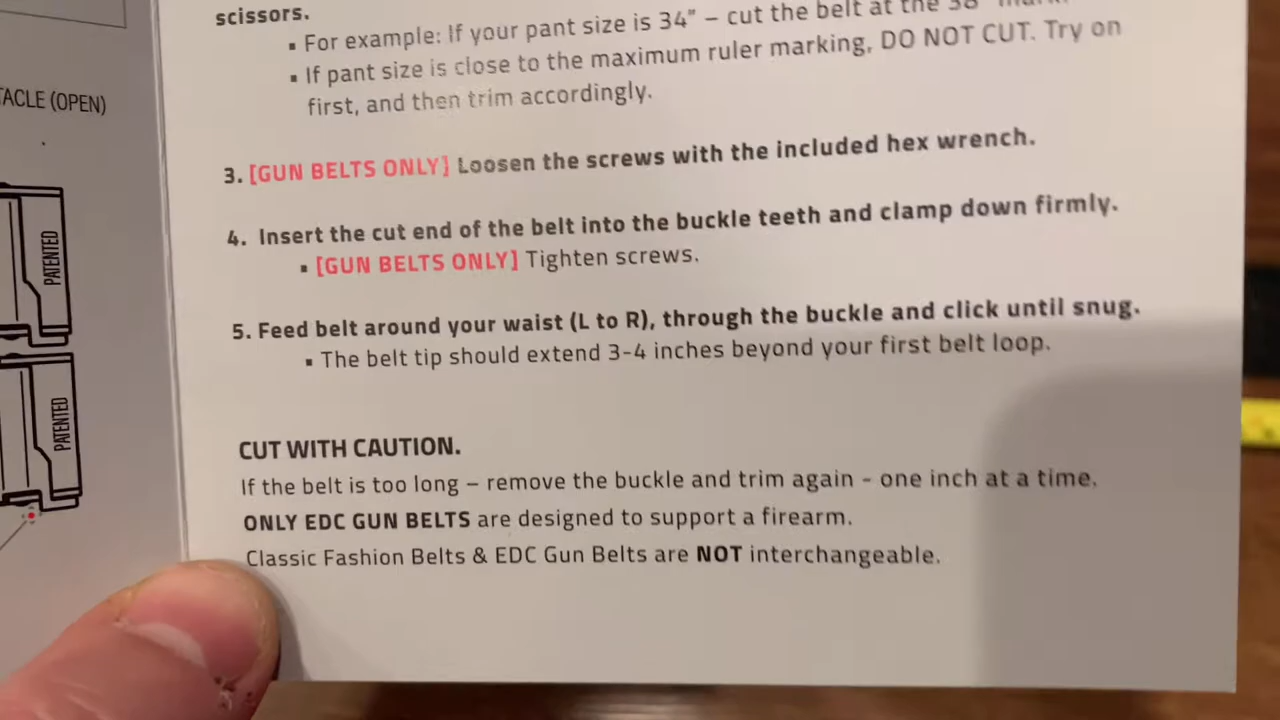 scissors.
▪ For example: If your pant size is 34” – cut the belt at the 38” mark.
▪ If pant size is close to the maximum ruler marking, DO NOT CUT. Try on
first, and then trim accordingly.
TACLE (OPEN)
3. [GUN BELTS ONLY] Loosen the screws with the included hex wrench.
4. Insert the cut end of the belt into the buckle teeth and clamp down firmly.
▪ [GUN BELTS ONLY] Tighten screws.
PATENTED
5. Feed belt around your waist (L to R), through the buckle and click until snug.
▪ The belt tip should extend 3-4 inches beyond your first belt loop.
PATENTED
CUT WITH CAUTION.
If the belt is too long – remove the buckle and trim again - one inch at a time.
ONLY EDC GUN BELTS are designed to support a firearm.
Classic Fashion Belts & EDC Gun Belts are NOT interchangeable.